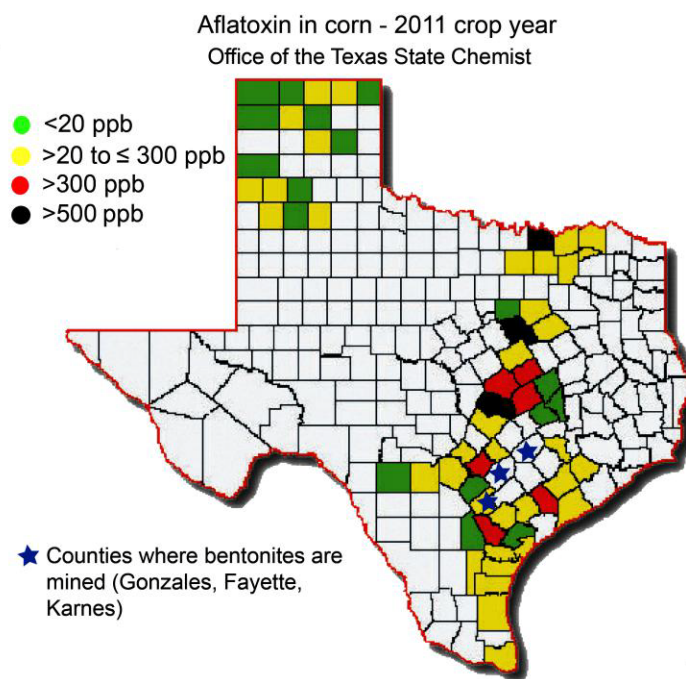 Aflatoxin in corn - 2011 crop year
Office of the Texas State Chemist
<20 ppb
>20 to ≤ 300 ppb
>300 ppb
>500 ppb
Counties where bentonites are
mined (Gonzales, Fayette,
Karnes)